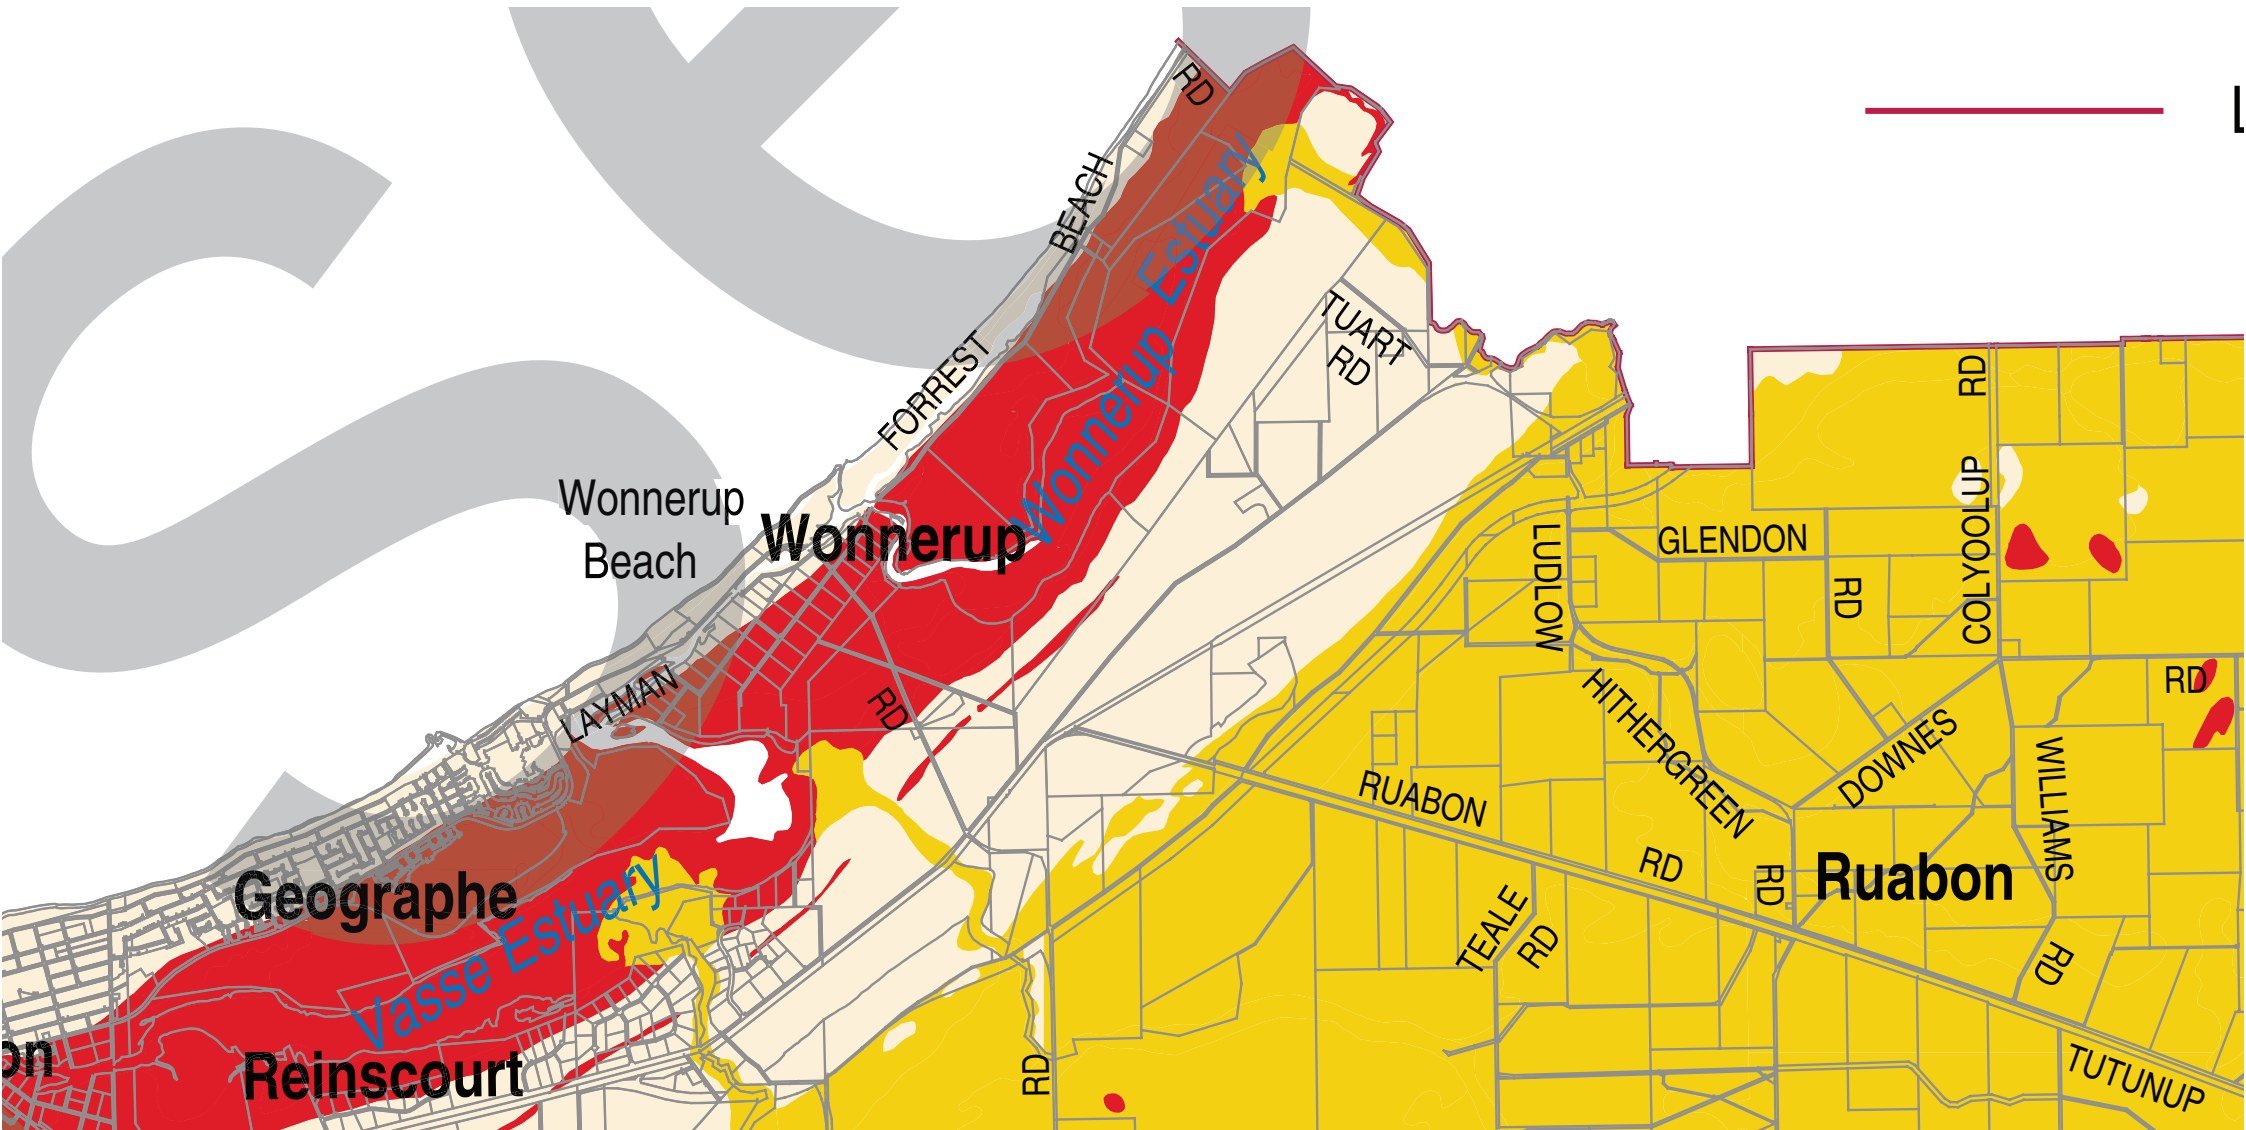 RD
L
BEACH
Estuary
Wonnerup
FORREST
TUART
RD
RD
COLYOOLUP
Wonnerup
Beach
Wonnerup
LUDLOW
GLENDON
RD
LAYMAN
RD
HITHERGREEN
RD
DOWNES
WILLIAMS
RD
RUABON
RD
RD
Ruabon
TEALE
RD
Geographe
Vasse Estuary
on
Reinscourt
RD
TUTUNUP